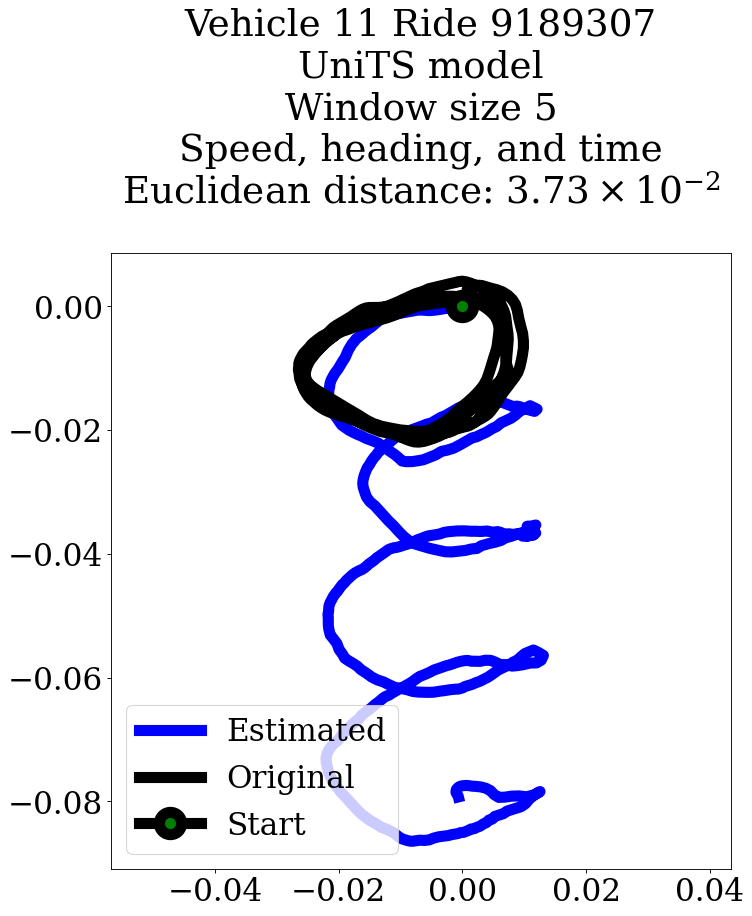 Vehicle 11 Ride 9189307
UniTS model
Window size 5
Speed, heading, and time
Euclidean distance: 3.73 × 10⁻²
0.00
−0.02
−0.04
−0.06
−0.08
Estimated
Original
Start
−0.04 −0.02 0.00 0.02 0.04